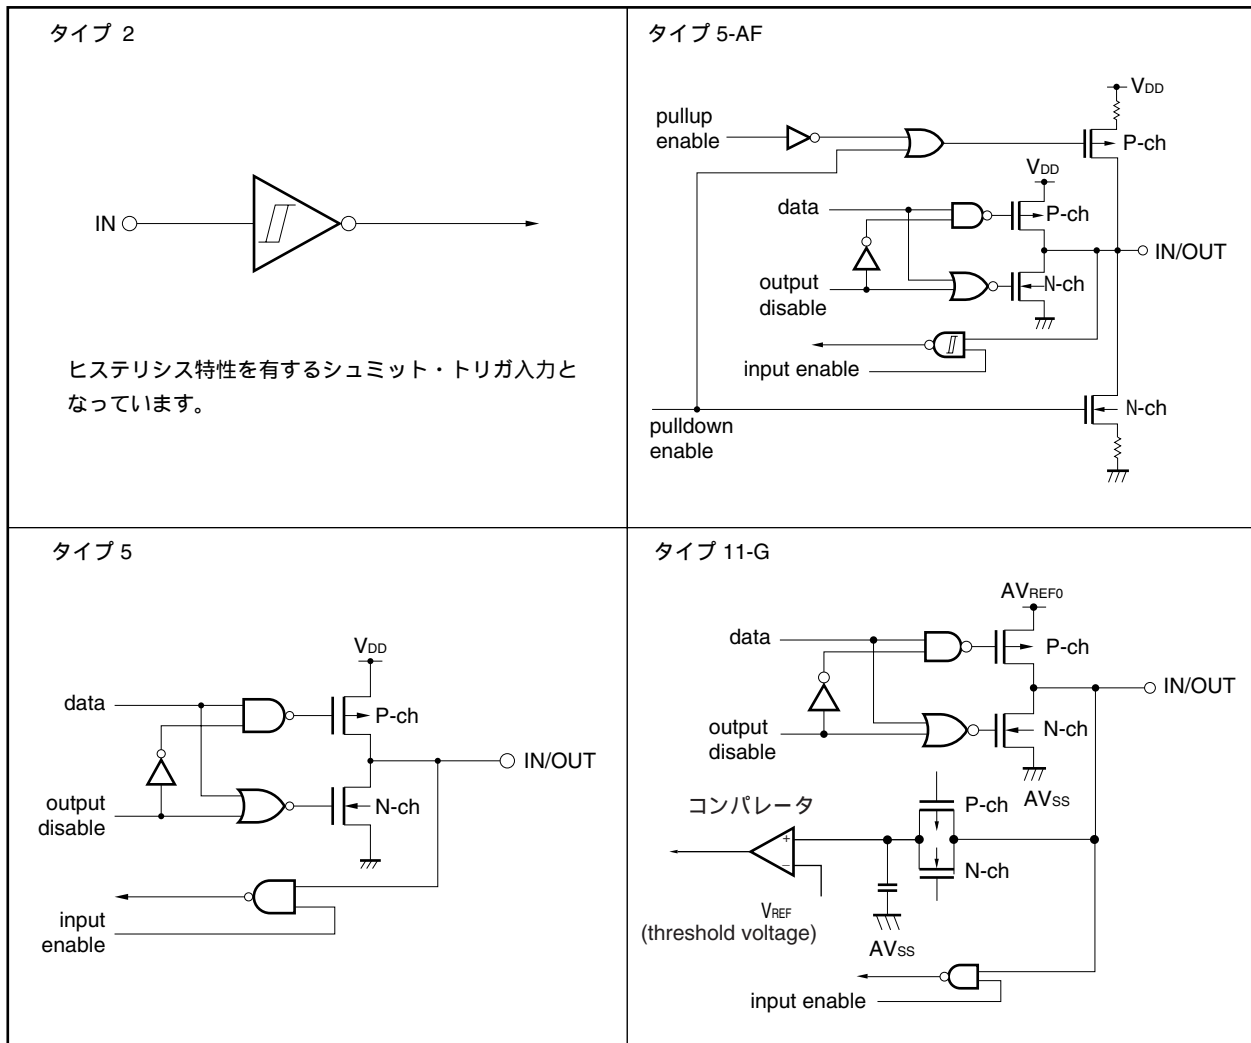 タイプ 2
IN
ヒステリシス特性を有するシュミット・トリガ入力と
なっています。
タイプ 5-AF
VDD
pullup
enable
P-ch
VDD
data
P-ch
IN/OUT
output
disable
N-ch
input enable
N-ch
pulldown
enable
タイプ 5
VDD
data
P-ch
IN/OUT
output
disable
N-ch
input
enable
タイプ 11-G
AVREF0
data
P-ch
IN/OUT
output
disable
N-ch
AVSS
コンパレータ
P-ch
+
−
N-ch
VREF
(threshold voltage)
AVSS
input enable